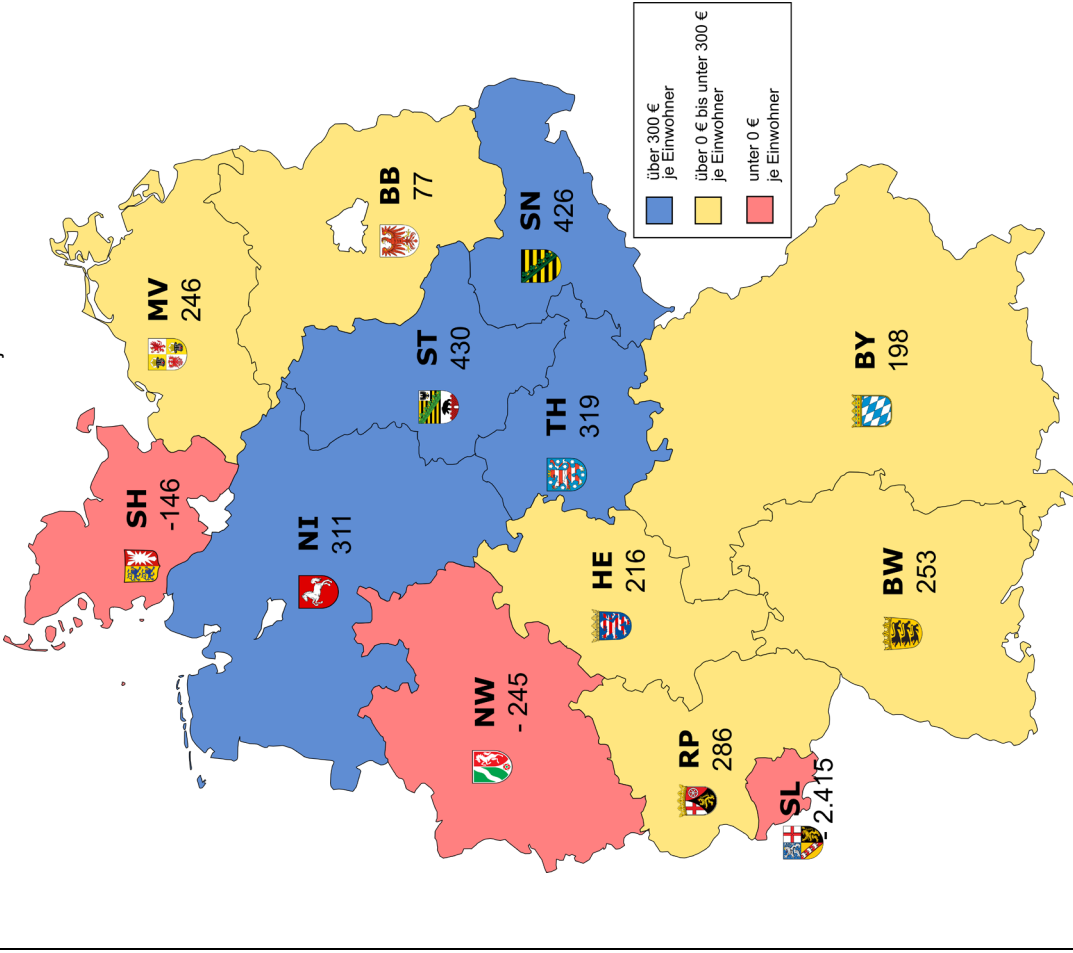 SH
-146
MV
246
NI
311
BB
77
ST
430
SN
426
NW
- 245
TH
319
HE
216
RP
286
SL
- 2.415
BY
198
BW
253
über 300 €
je Einwohner
über 0 € bis unter 300 €
je Einwohner
unter 0 €
je Einwohner